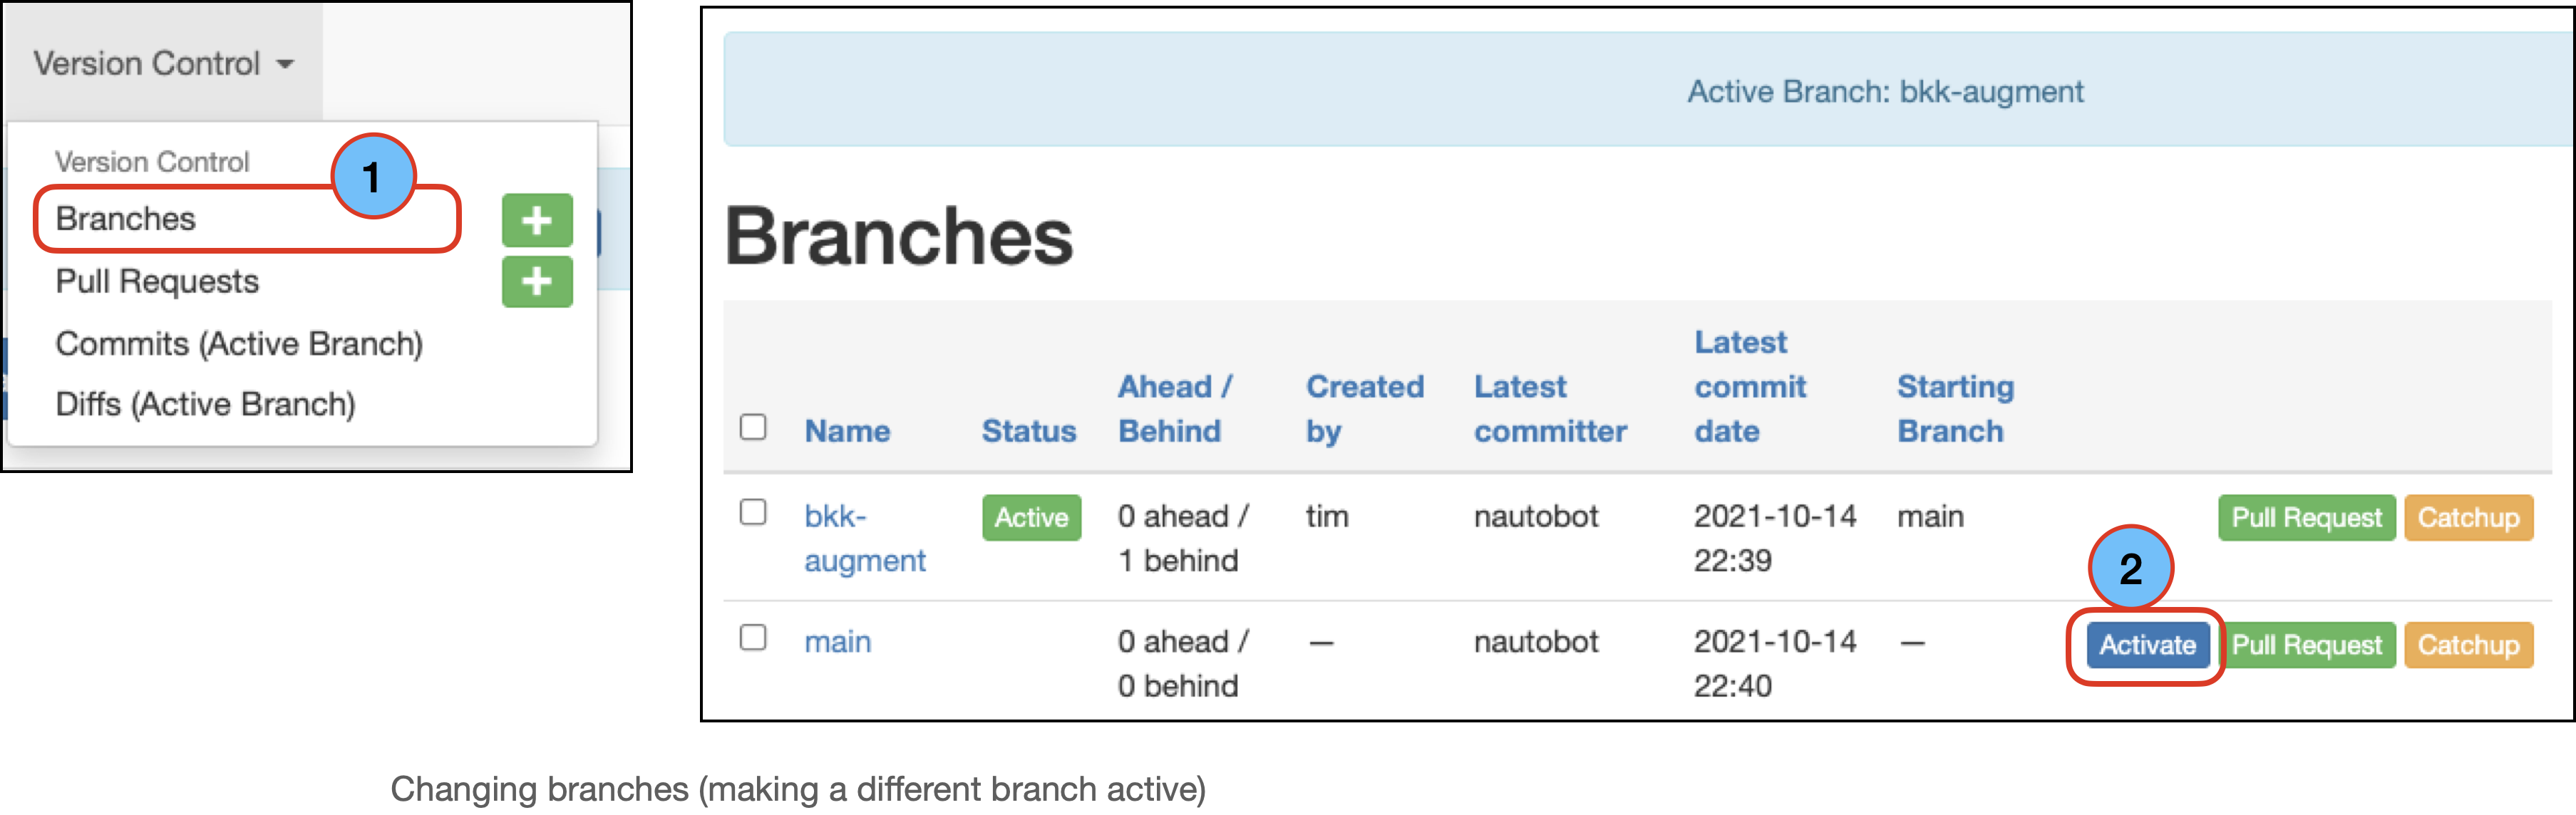 Version Control
Version Control
1
Branches
Pull Requests
Commits (Active Branch)
Diffs (Active Branch)
Active Branch: bkk-augment
Branches
Name Status Ahead / Behind Created by Latest committer Latest commit date Starting Branch
bkk-augment Active 0 ahead / 1 behind tim nautobot 2021-10-14 22:39 main Pull Request Catchup
2
main 0 ahead / 0 behind — nautobot 2021-10-14 22:40 — Activate Pull Request Catchup
Changing branches (making a different branch active)